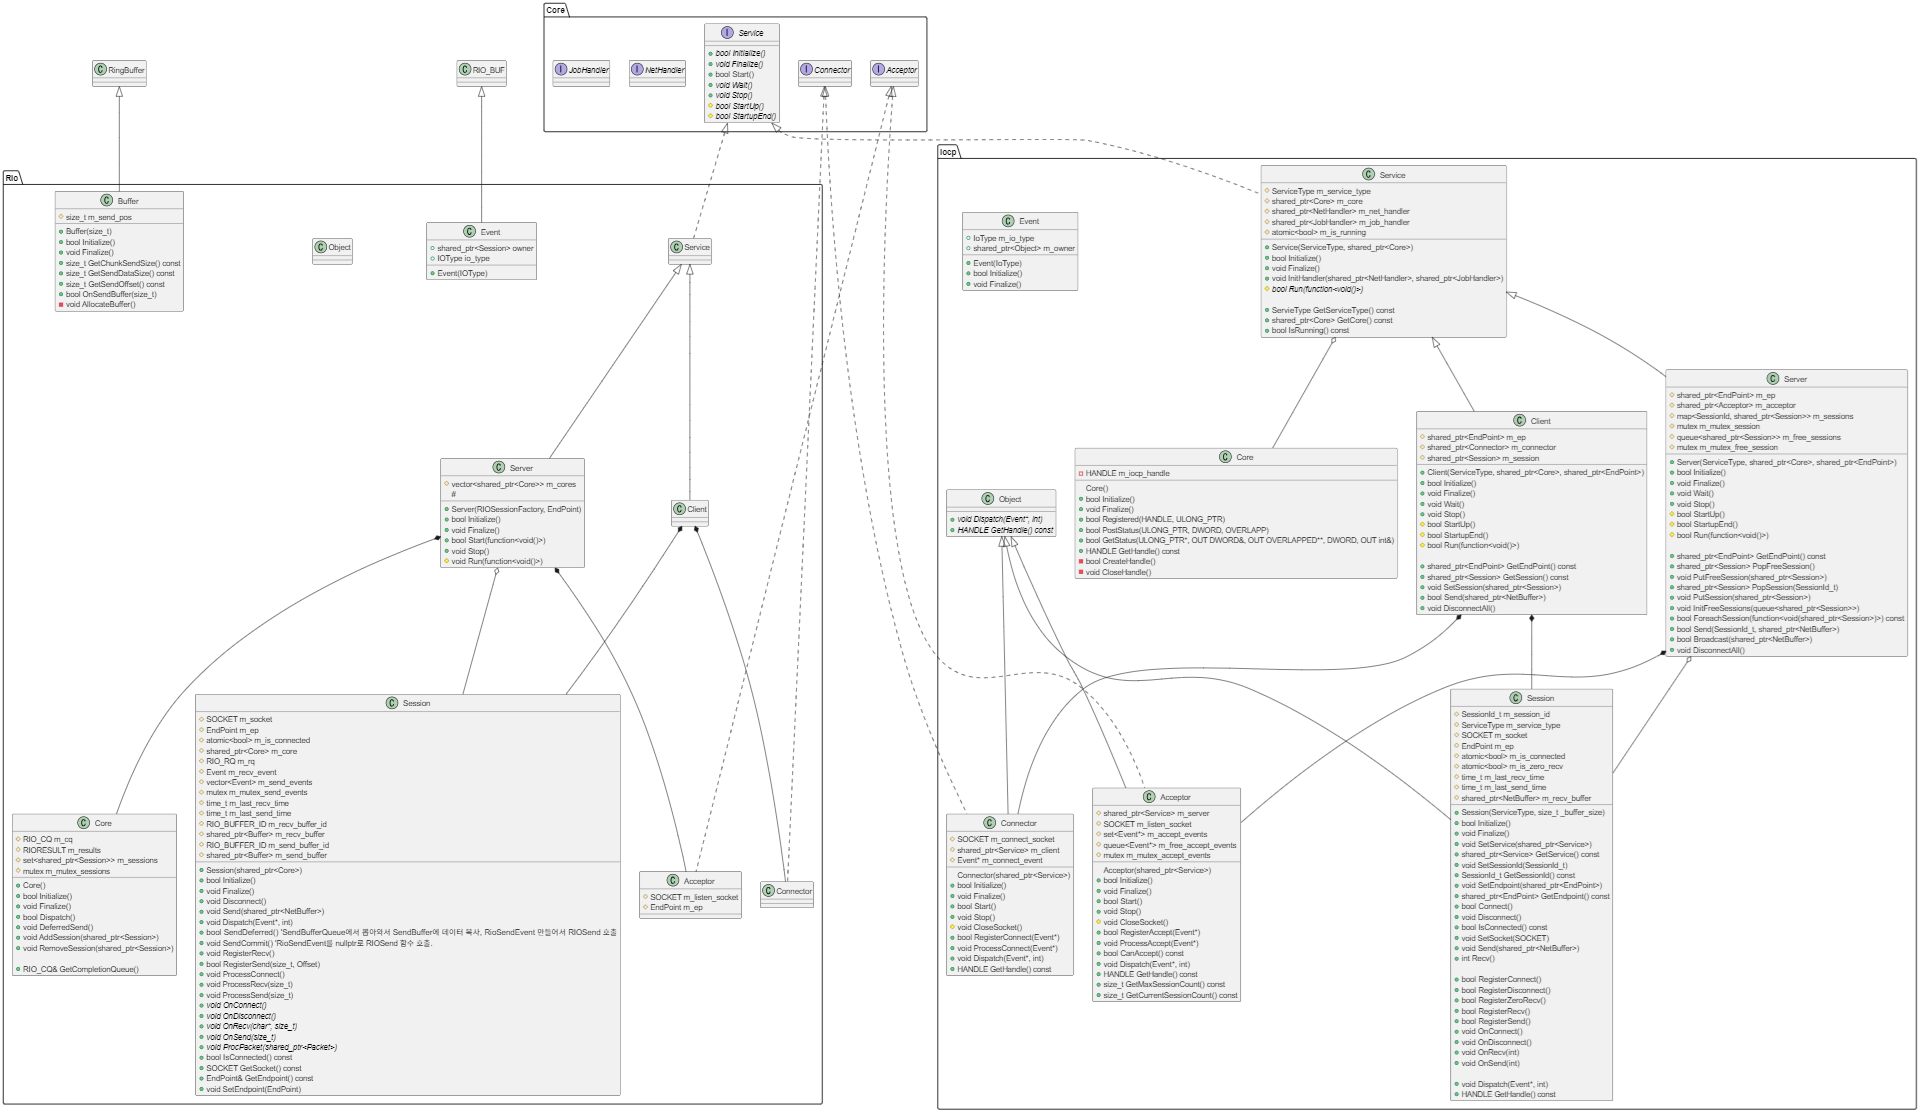 Core
I Service
bool Initialize()
void Finalize()
bool Start()
void Wait()
void Stop()
bool StartUp()
bool StartupEnd()
I JobHandler
I NetHandler
I Connector
I Acceptor
C RingBuffer
C RIO_BUF
Rio
C Buffer
size_t m_send_pos
Buffer(size_t)
bool Initialize()
void Finalize()
size_t GetChunkSendSize() const
size_t GetSendDataSize() const
size_t GetSendOffset() const
bool OnSendBuffer(size_t)
void AllocateBuffer()
C Object
C Event
shared_ptr<Session> owner
IOType io_type
Event(IOType)
C Service
C Server
vector<shared_ptr<Core>> m_cores
#
Server(RIOSessionFactory, EndPoint)
bool Initialize()
void Finalize()
bool Start(function<void()>)
void Stop()
void Run(function<void()>)
C Client
C Session
SOCKET m_socket
EndPoint m_ep
atomic<bool> m_is_connected
shared_ptr<Core> m_core
RIO_RQ m_rq
Event m_recv_event
vector<Event> m_send_events
mutex m_mutex_send_events
time_t m_last_recv_time
time_t m_last_send_time
RIO_BUFFER_ID m_recv_buffer_id
shared_ptr<Buffer> m_recv_buffer
RIO_BUFFER_ID m_send_buffer_id
shared_ptr<Buffer> m_send_buffer
Session(shared_ptr<Core>)
bool Initialize()
void Finalize()
void Disconnect()
void Send(shared_ptr<NetBuffer>)
void Dispatch(Event*, int)
bool SendDeferred() 'SendBufferQueue에서 뽑아와서 SendBuffer에 데이터 복사, RioSendEvent 만들어서 RIOSend 호출
void SendCommit() 'RioSendEvent를 nullptr로 RIOSend 함수 호출.
void RegisterRecv()
bool RegisterSend(size_t, Offset)
void ProcessConnect()
void ProcessRecv(size_t)
void ProcessSend(size_t)
void OnConnect()
void OnDisconnect()
void OnRecv(char*, size_t)
void OnSend(size_t)
void ProcPacket(shared_ptr<Packet>)
bool IsConnected() const
SOCKET GetSocket() const
EndPoint& GetEndpoint() const
void SetEndpoint(EndPoint)
C Core
RIO_CQ m_cq
RIORESULT m_results
set<shared_ptr<Session>> m_sessions
mutex m_mutex_sessions
Core()
bool Initialize()
void Finalize()
bool Dispatch()
void DeferredSend()
void AddSession(shared_ptr<Session>)
void RemoveSession(shared_ptr<Session>)
RIO_CQ& GetCompletionQueue()
C Acceptor
SOCKET m_listen_socket
EndPoint m_ep
C Connector
Iocp
C Service
ServiceType m_service_type
shared_ptr<Core> m_core
shared_ptr<NetHandler> m_net_handler
shared_ptr<JobHandler> m_job_handler
atomic<bool> m_is_running
Service(ServiceType, shared_ptr<Core>)
bool Initialize()
void Finalize()
void InitHandler(shared_ptr<NetHandler>, shared_ptr<JobHandler>)
bool Run(function<void()>)
ServieType GetServiceType() const
shared_ptr<Core> GetCore() const
bool IsRunning() const
C Event
IoType m_io_type
shared_ptr<Object> m_owner
Event(IoType)
bool Initialize()
void Finalize()
C Server
shared_ptr<EndPoint> m_ep
shared_ptr<Acceptor> m_acceptor
map<SessionId, shared_ptr<Session>> m_sessions
mutex m_mutex_session
queue<shared_ptr<Session>> m_free_sessions
mutex m_mutex_free_session
Server(ServiceType, shared_ptr<Core>, shared_ptr<EndPoint>)
bool Initialize()
void Finalize()
void Wait()
void Stop()
bool StartUp()
bool StartupEnd()
bool Run(function<void()>)
shared_ptr<EndPoint> GetEndPoint() const
shared_ptr<Session> PopFreeSession()
void PutFreeSession(shared_ptr<Session>)
shared_ptr<Session> PopSession(SessionId_t)
void PutSession(shared_ptr<Session>)
void InitFreeSessions(queue<shared_ptr<Session>>)
bool ForeachSession(function<void(shared_ptr<Session>)>) const
bool Send(SessionId_t, shared_ptr<NetBuffer>)
bool Broadcast(shared_ptr<NetBuffer>)
void DisconnectAll()
C Client
shared_ptr<EndPoint> m_ep
shared_ptr<Connector> m_connector
shared_ptr<Session> m_session
Client(ServiceType, shared_ptr<Core>, shared_ptr<EndPoint>)
bool Initialize()
void Finalize()
void Wait()
void Stop()
bool StartUp()
bool StartupEnd()
bool Run(function<void()>)
shared_ptr<EndPoint> GetEndPoint() const
shared_ptr<Session> GetSession() const
void SetSession(shared_ptr<Session>)
bool Send(shared_ptr<NetBuffer>)
void DisconnectAll()
C Core
HANDLE m_iocp_handle
Core()
bool Initialize()
void Finalize()
bool Registered(HANDLE, ULONG_PTR)
bool PostStatus(ULONG_PTR, DWORD, OVERLAPP)
bool GetStatus(ULONG_PTR*, OUT DWORD&, OUT OVERLAPPED**, DWORD, OUT int&)
HANDLE GetHandle() const
bool CreateHandle()
void CloseHandle()
C Object
void Dispatch(Event*, int)
HANDLE GetHandle() const
C Session
SessionId_t m_session_id
ServiceType m_service_type
SOCKET m_socket
EndPoint m_ep
atomic<bool> m_is_connected
atomic<bool> m_is_zero_recv
time_t m_last_recv_time
time_t m_last_send_time
shared_ptr<NetBuffer> m_recv_buffer
Session(ServiceType, size_t _buffer_size)
bool Initialize()
void Finalize()
void SetService(shared_ptr<Service>)
shared_ptr<Service> GetService() const
void SetSessionId(SessionId_t)
SessionId_t GetSessionId() const
void SetEndpoint(shared_ptr<EndPoint>)
shared_ptr<EndPoint> GetEndpoint() const
bool Connect()
void Disconnect()
bool IsConnected() const
void SetSocket(SOCKET)
void Send(shared_ptr<NetBuffer>)
int Recv()
bool RegisterConnect()
bool RegisterDisconnect()
bool RegisterZeroRecv()
bool RegisterRecv()
bool RegisterSend()
void OnConnect()
void OnDisconnect()
void OnRecv(int)
void OnSend(int)
void Dispatch(Event*, int)
HANDLE GetHandle() const
C Acceptor
shared_ptr<Service> m_server
SOCKET m_listen_socket
set<Event*> m_accept_events
queue<Event*> m_free_accept_events
mutex m_mutex_accept_events
Acceptor(shared_ptr<Service>)
bool Initialize()
void Finalize()
bool Start()
void Stop()
void CloseSocket()
bool RegisterAccept(Event*)
void ProcessAccept(Event*)
bool CanAccept() const
void Dispatch(Event*, int)
HANDLE GetHandle() const
size_t GetMaxSessionCount() const
size_t GetCurrentSessionCount() const
C Connector
SOCKET m_connect_socket
shared_ptr<Service> m_client
Event* m_connect_event
Connector(shared_ptr<Service>)
bool Initialize()
void Finalize()
bool Start()
void Stop()
void CloseSocket()
bool RegisterConnect(Event*)
void ProcessConnect(Event*)
void Dispatch(Event*, int)
HANDLE GetHandle() const